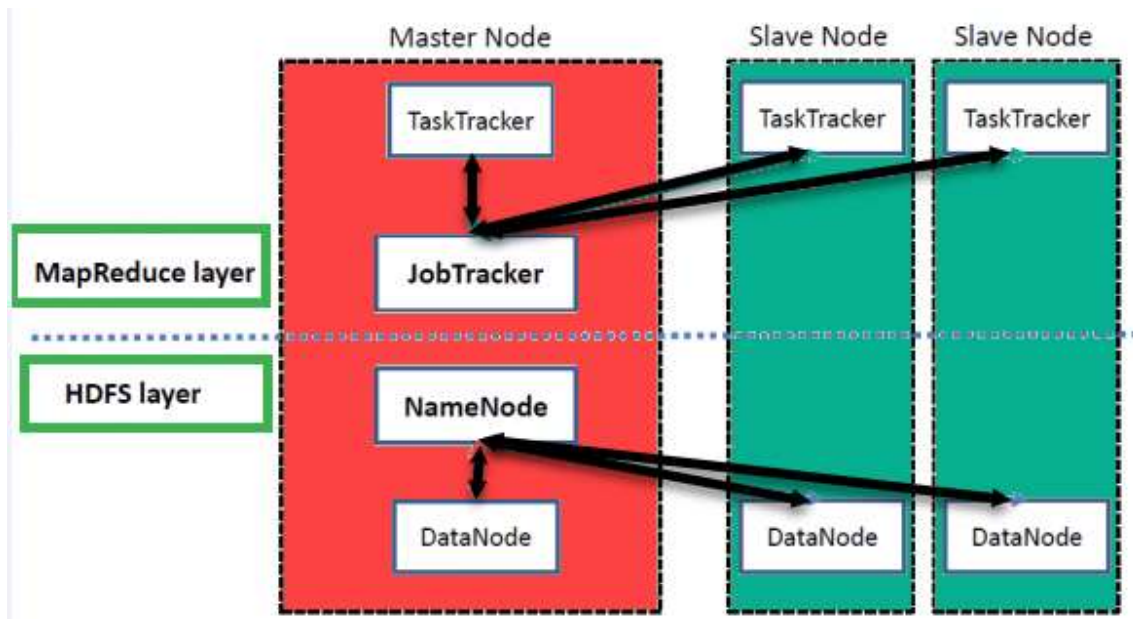 Master Node
Slave Node
Slave Node
TaskTracker
TaskTracker
TaskTracker
MapReduce layer
JobTracker
HDFS layer
NameNode
DataNode
DataNode
DataNode